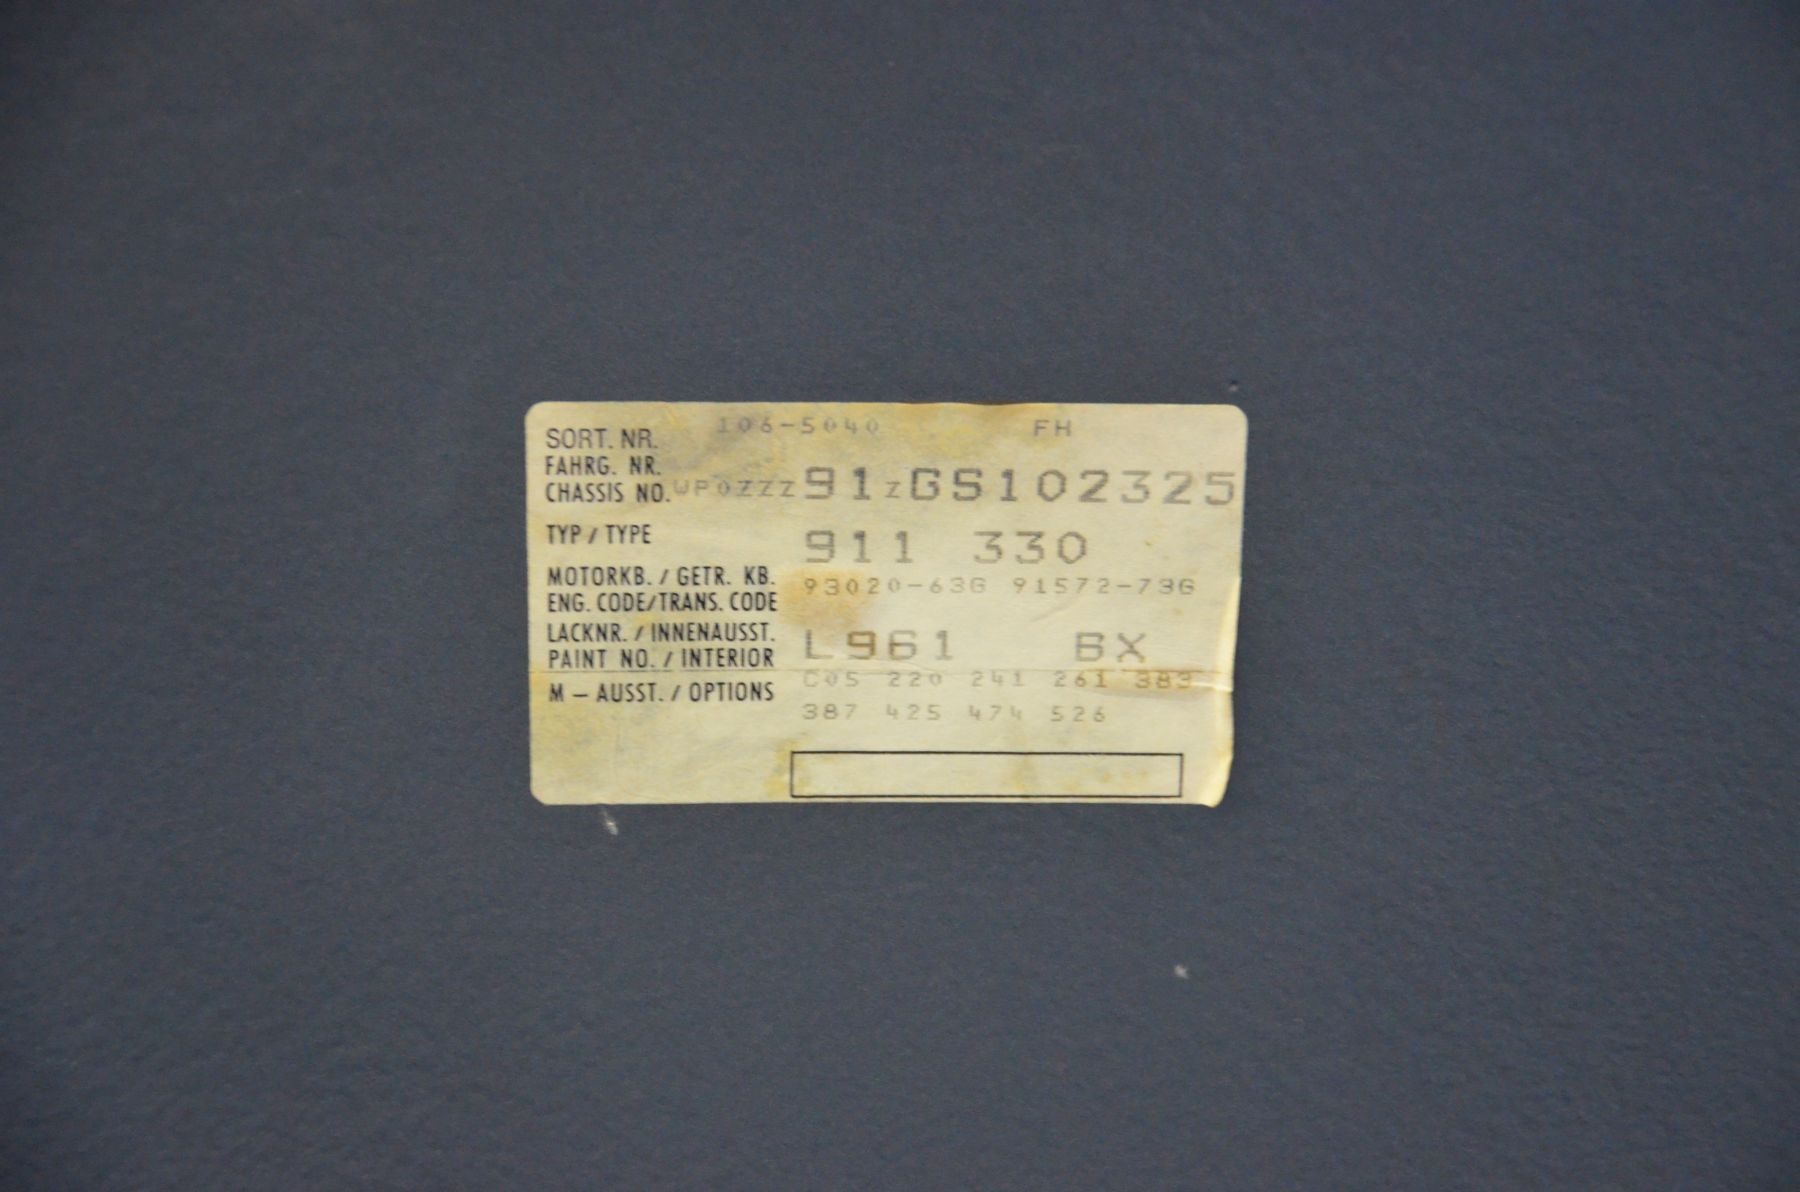 SORT. NR. 106-5040 FH
FAHRG. NR.
CHASSIS NO. WP0ZZZ91ZGS102325
TYP / TYPE 911 330
MOTORKB. / GETR. KB. 93020-63G 91572-73G
ENG. CODE/TRANS. CODE
LACKNR. / INNENAUSST. L961 BX
PAINT NO. / INTERIOR
C05 220 241 261 383
M – AUSST. / OPTIONS
387 425 474 526